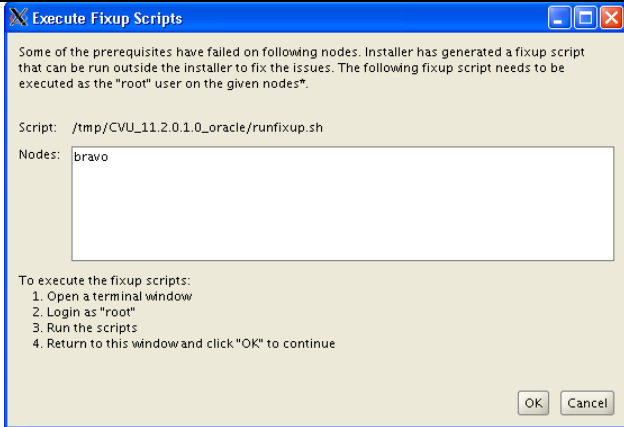 Execute Fixup Scripts
Some of the prerequisites have failed on following nodes. Installer has generated a fixup script
that can be run outside the installer to fix the issues. The following fixup script needs to be
executed as the "root" user on the given nodes*.
Script: /tmp/CVU_11.2.0.1.0_oracle/runfixup.sh
Nodes: bravo
To execute the fixup scripts:
1. Open a terminal window
2. Login as "root"
3. Run the scripts
4. Return to this window and click "OK" to continue
OK Cancel